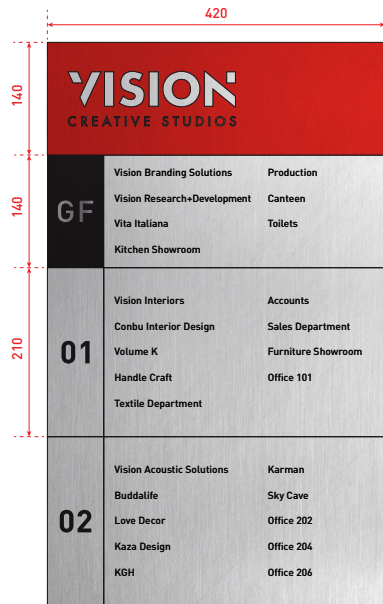 420
140
VISION
CREATIVE STUDIOS
140
GF
Vision Branding Solutions
Vision Research+Development
Vita Italiana
Kitchen Showroom
Production
Canteen
Toilets
210
01
Vision Interiors
Conbu Interior Design
Volume K
Handle Craft
Textile Department
Accounts
Sales Department
Furniture Showroom
Office 101
02
Vision Acoustic Solutions
Buddalife
Love Decor
Kaza Design
KGH
Karman
Sky Cave
Office 202
Office 204
Office 206